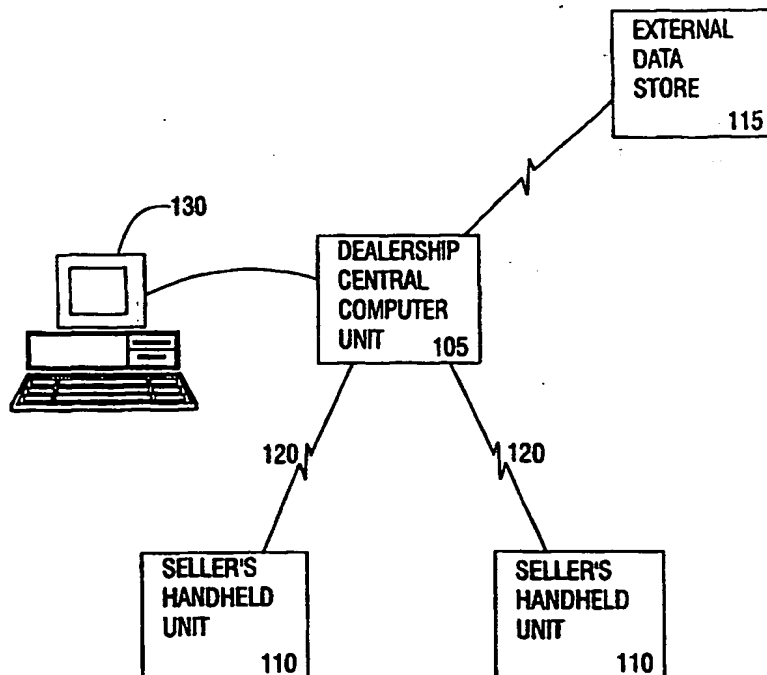 EXTERNAL
DATA
STORE
115
130
DEALERSHIP
CENTRAL
COMPUTER
UNIT 105
120
120
SELLER'S
HANDHELD
UNIT
110
SELLER'S
HANDHELD
UNIT
110